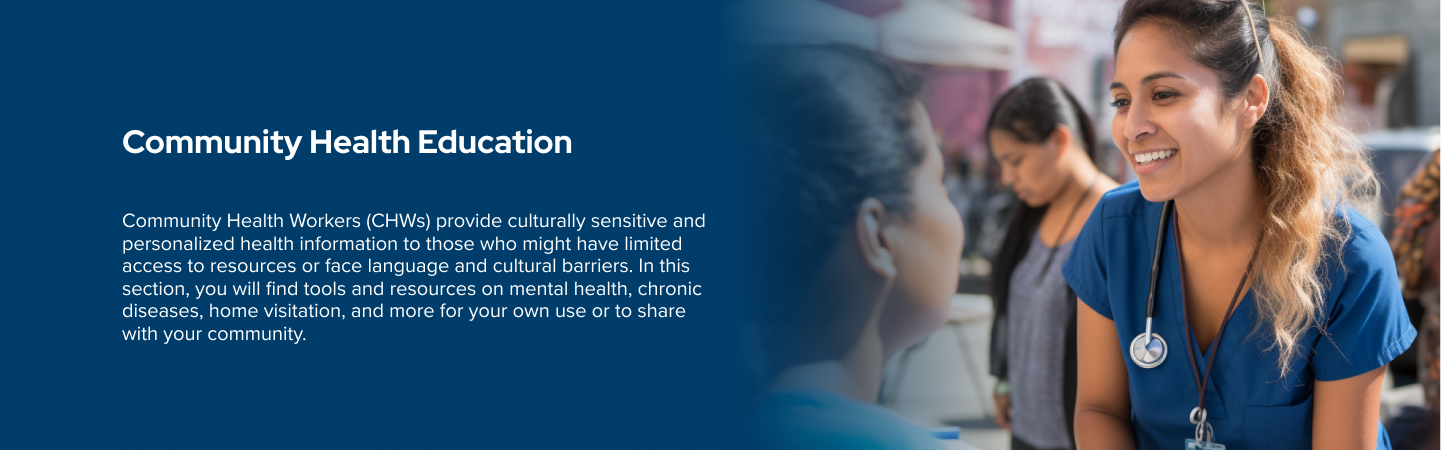 Community Health Education
Community Health Workers (CHWs) provide culturally sensitive and
personalized health information to those who might have limited
access to resources or face language and cultural barriers. In this
section, you will find tools and resources on mental health, chronic
diseases, home visitation, and more for your own use or to share
with your community.